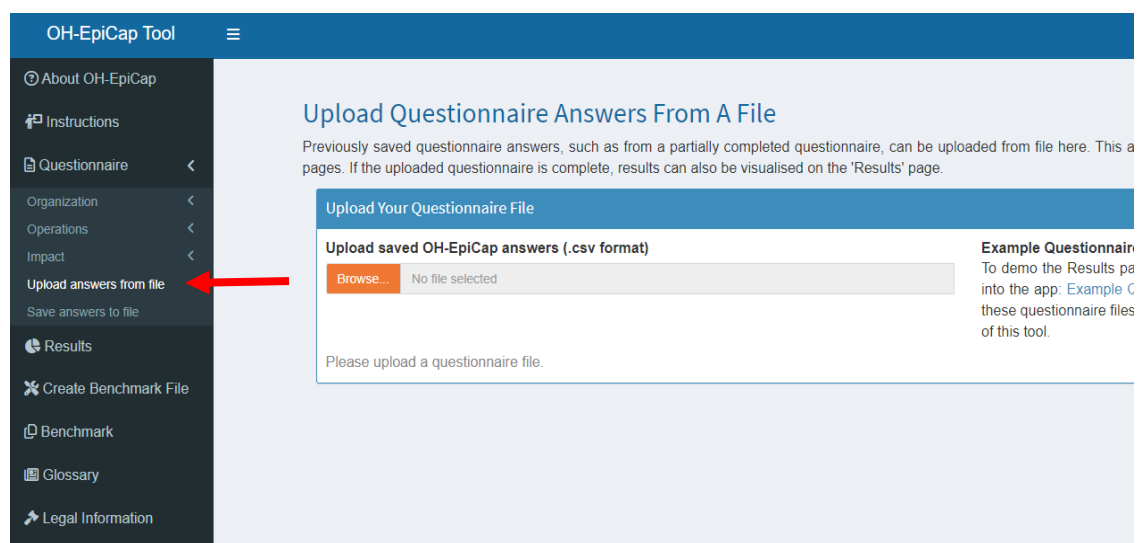 OH-EpiCap Tool
About OH-EpiCap
Instructions
Questionnaire
Organization
Operations
Impact
Upload answers from file
Save answers to file
Results
Create Benchmark File
Benchmark
Glossary
Legal Information
Upload Questionnaire Answers From A File
Previously saved questionnaire answers, such as from a partially completed questionnaire, can be uploaded from file here. This a
pages. If the uploaded questionnaire is complete, results can also be visualised on the 'Results' page.
Upload Your Questionnaire File
Upload saved OH-EpiCap answers (.csv format)
Browse... No file selected
Please upload a questionnaire file.
Example Questionnaire
To demo the Results pa
into the app: Example Q
these questionnaire files
of this tool.